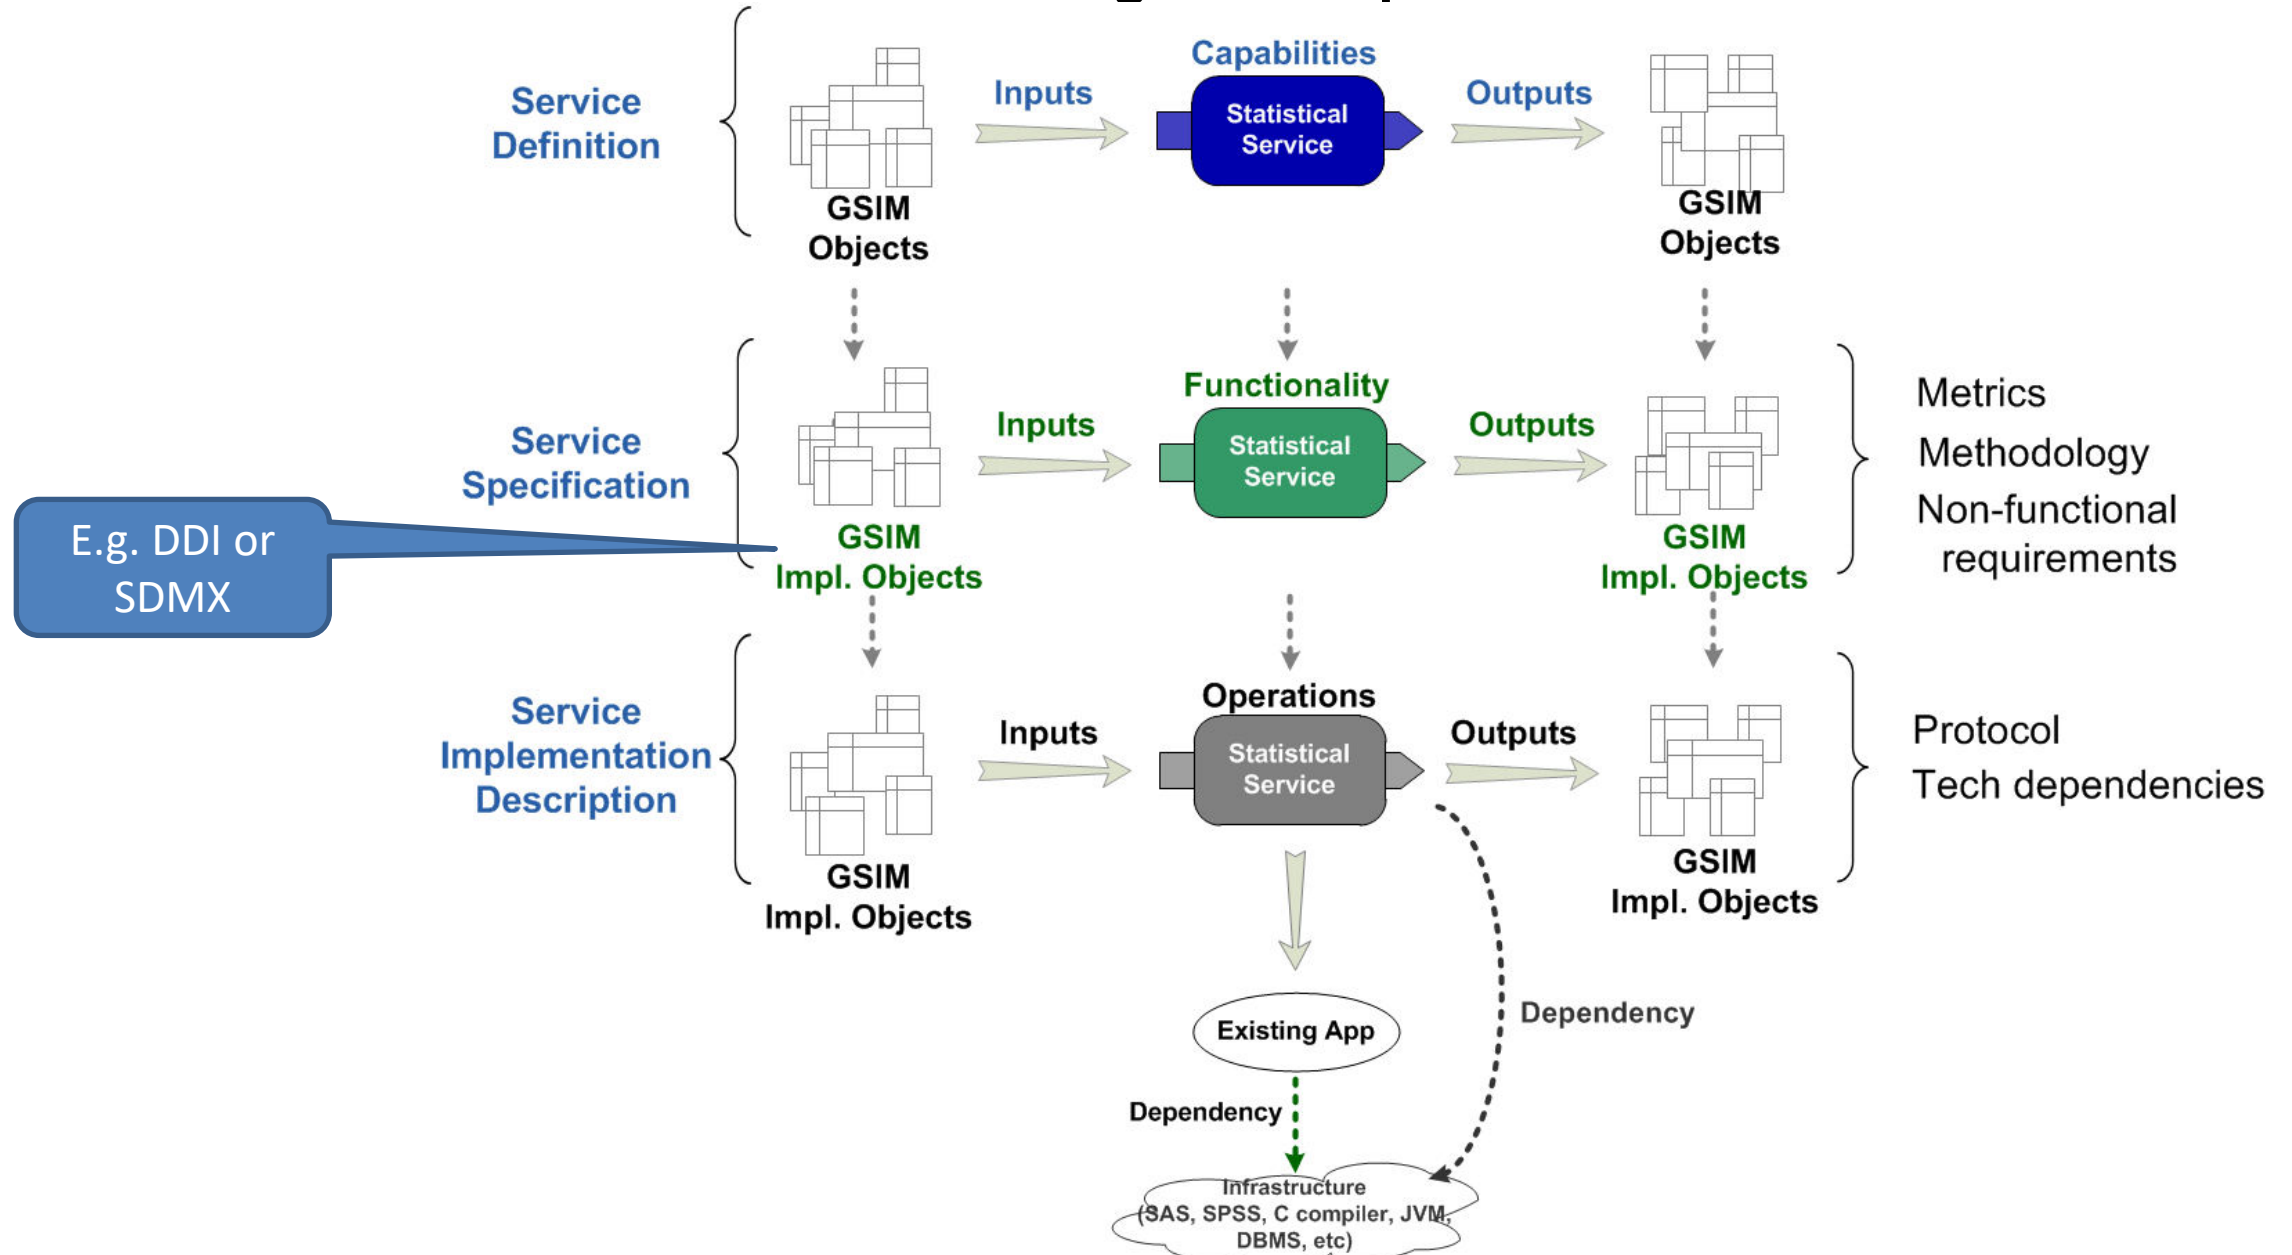 Capabilities
Service
Definition
Inputs
Statistical
Service
Outputs
GSIM
Objects
GSIM
Objects
Functionality
Service
Specification
Inputs
Statistical
Service
Outputs
GSIM
Impl. Objects
GSIM
Impl. Objects
Metrics
Methodology
Non-functional
requirements
E.g. DDI or
SDMX
Operations
Service
Implementation
Description
Inputs
Statistical
Service
Outputs
GSIM
Impl. Objects
GSIM
Impl. Objects
Protocol
Tech dependencies
Existing App
Dependency
Dependency
Infrastructure
(SAS, SPSS, C compiler, JVM,
DBMS, etc)